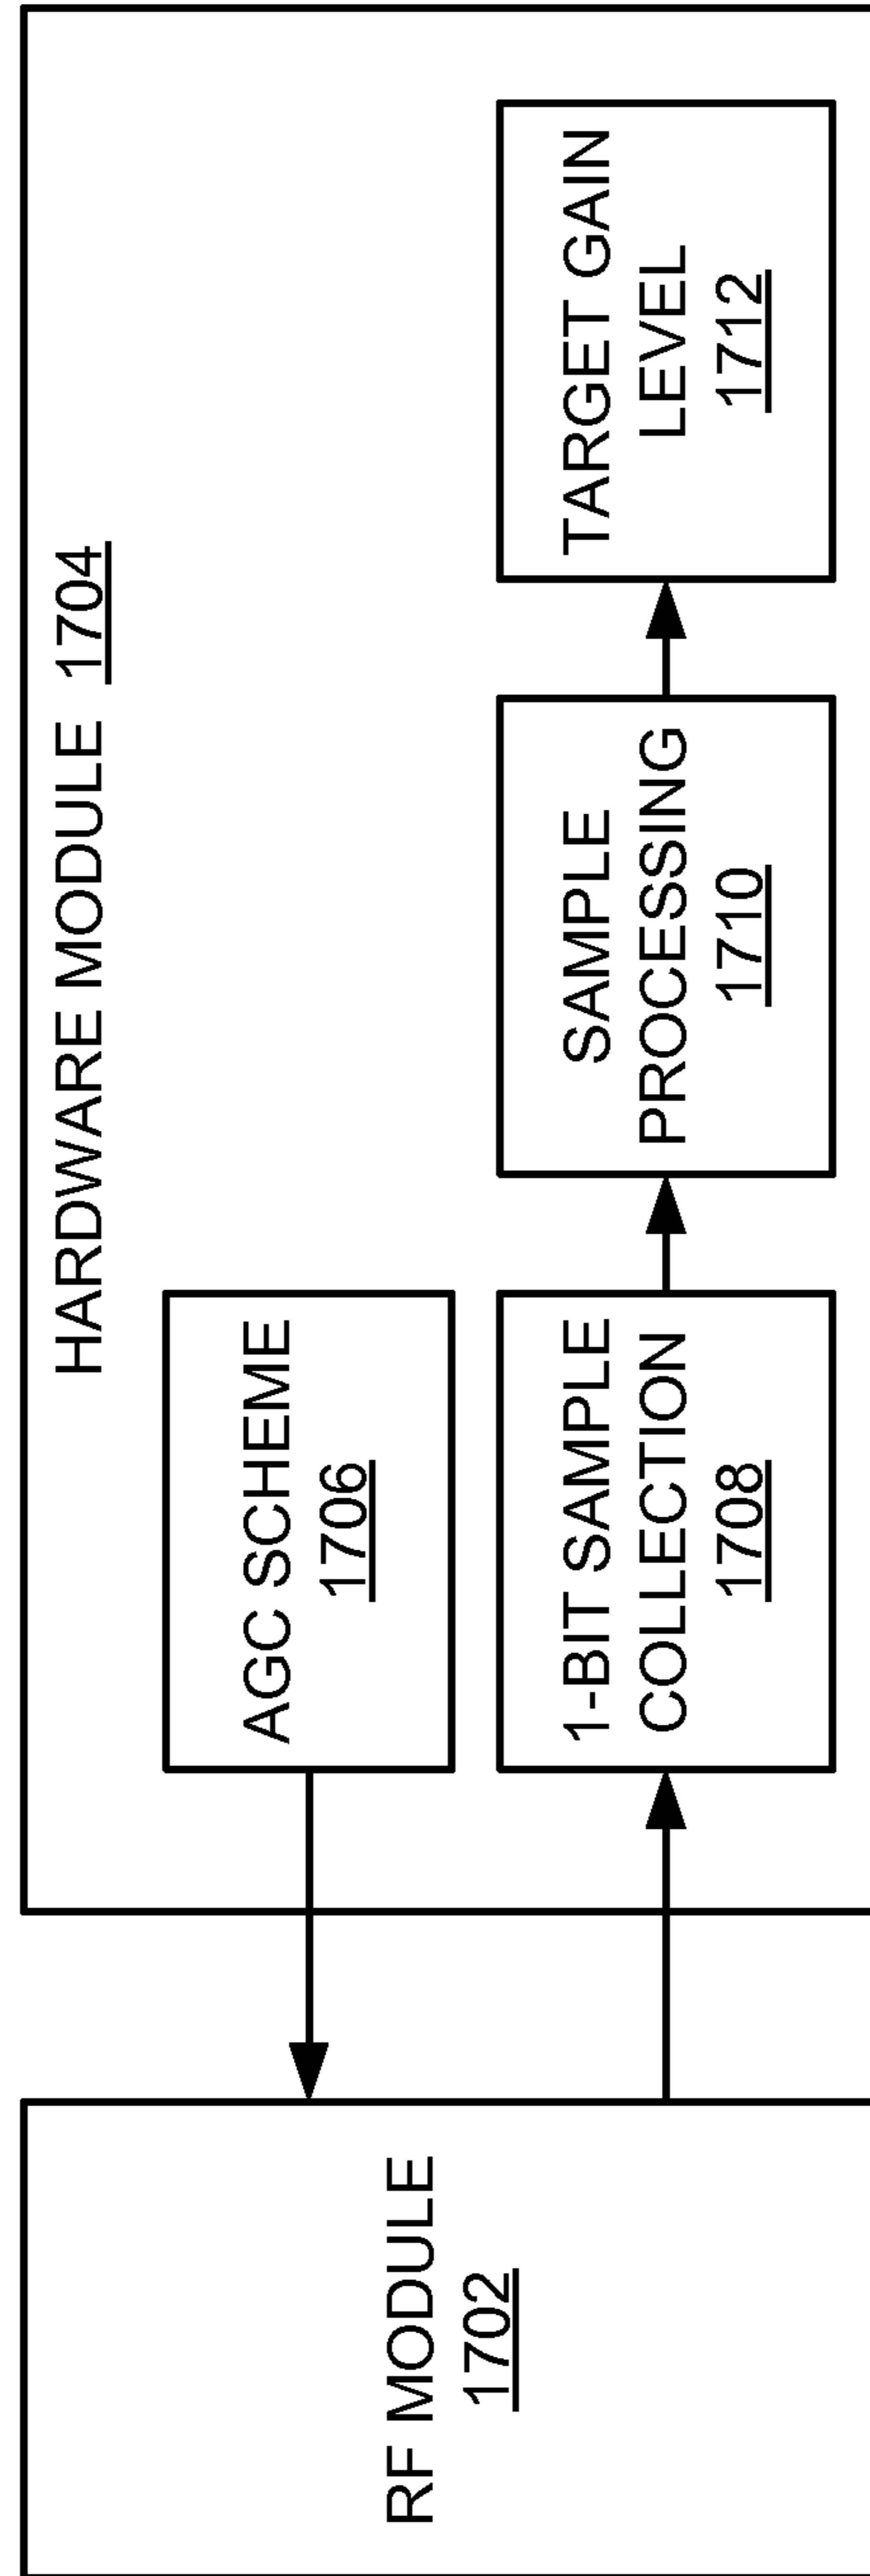 HARDWARE MODULE 1704
RF MODULE
1702
AGC SCHEME
1706
1-BIT SAMPLE
COLLECTION
1708
SAMPLE
PROCESSING
1710
TARGET GAIN
LEVEL
1712